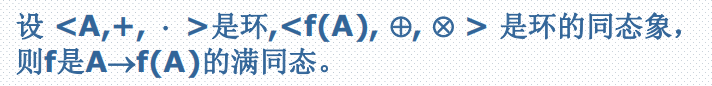 设 <A,+, · >是环,<f(A), ⊕, ⊗ > 是环的同态象,
则f是A→f(A)的满同态。